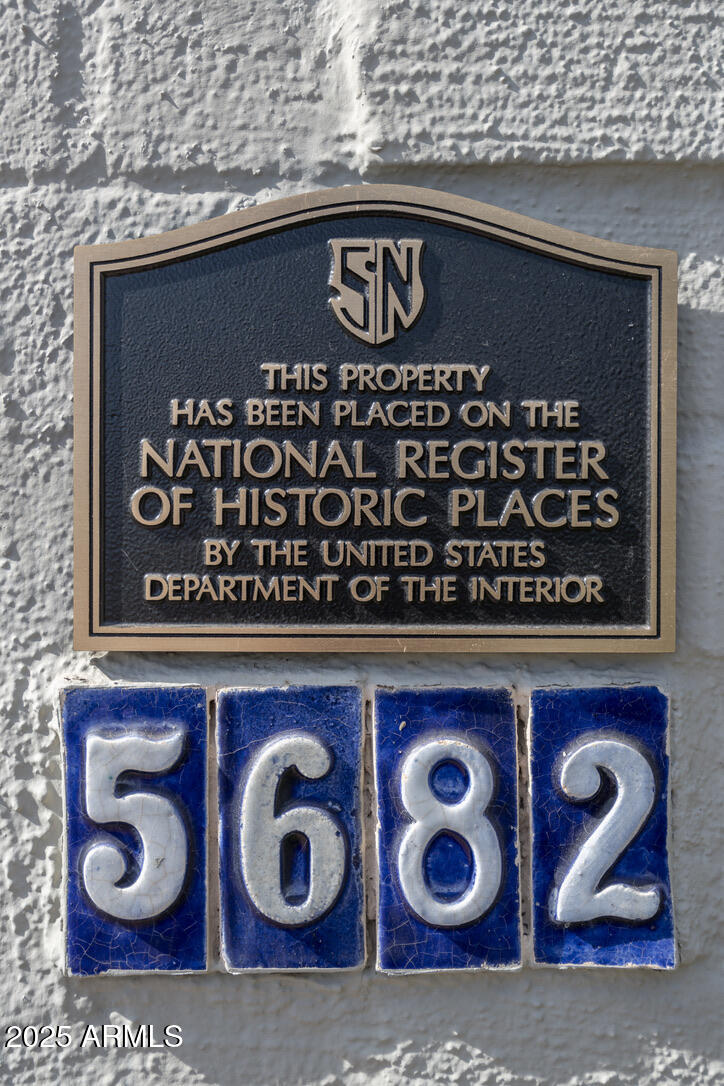 SN
THIS PROPERTY
HAS BEEN PLACED ON THE
NATIONAL REGISTER
OF HISTORIC PLACES
BY THE UNITED STATES
DEPARTMENT OF THE INTERIOR
5682
2025 ARMLS